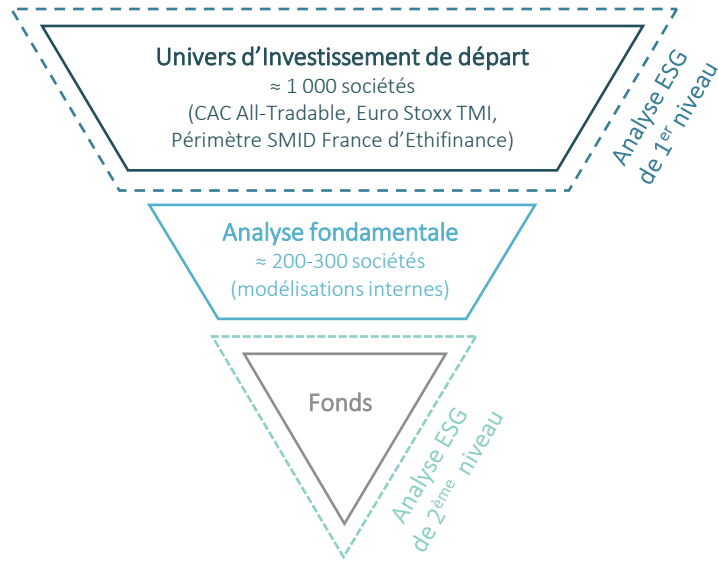 Univers d’Investissement de départ
≈ 1 000 sociétés
(CAC All-Tradable, Euro Stoxx TMI,
Périmètre SMID France d’Ethifinance)
Analyse ESG
de 1er niveau
Analyse fondamentale
≈ 200-300 sociétés
(modélisations internes)
Fonds
Analyse ESG
de 2ème niveau